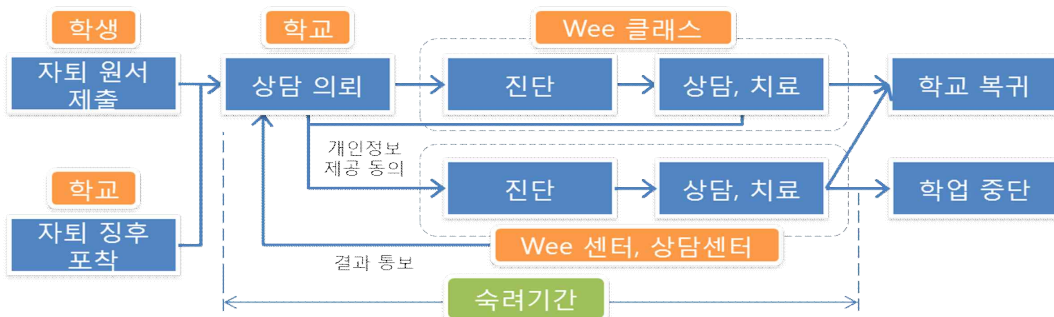 학생
학교
Wee 클래스
자퇴 원서
제출
상담 의뢰
진단
상담, 치료
학교 복귀
개인정보
제공 동의
학교
자퇴 징후
포착
진단
상담, 치료
학업 중단
Wee 센터, 상담센터
결과 통보
숙려기간